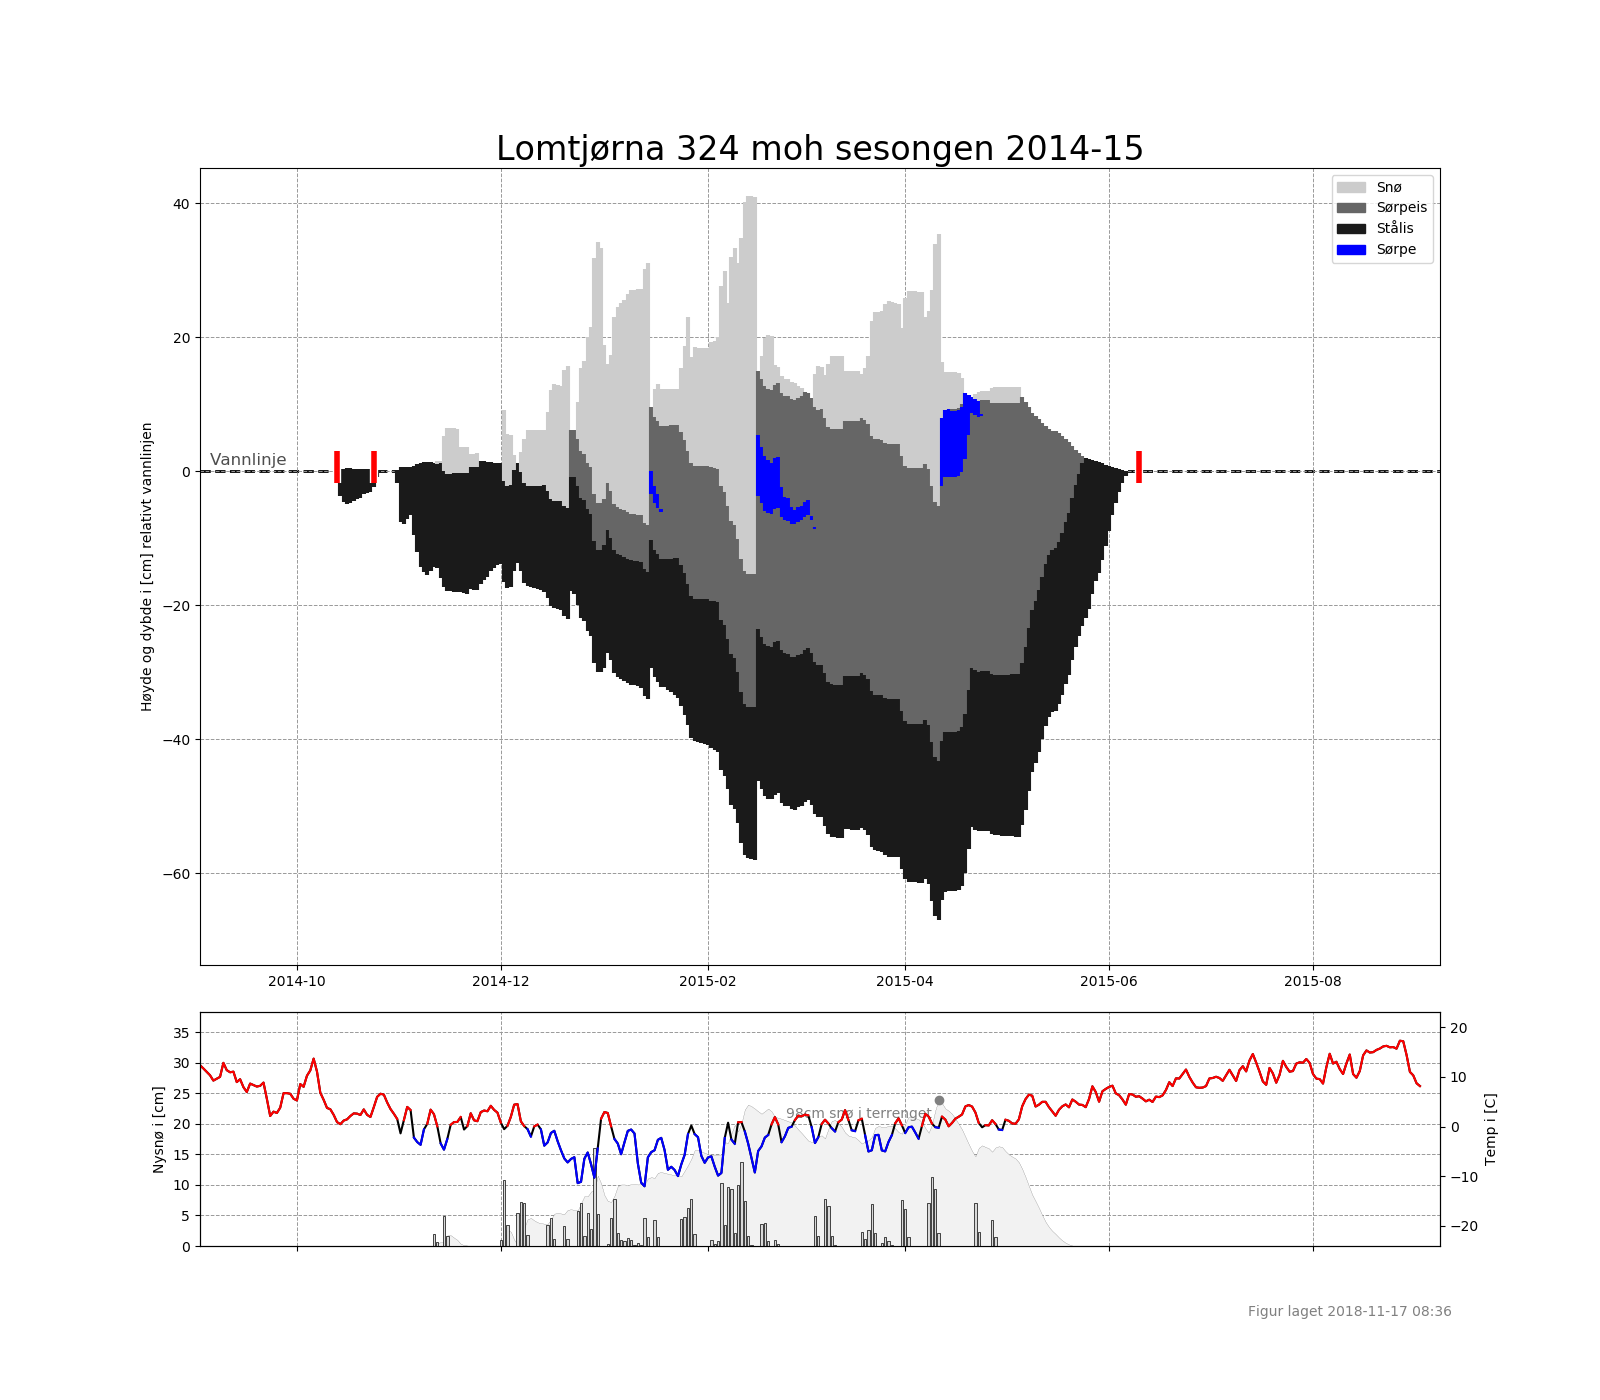 Lomtjørna 324 moh sesongen 2014-15
Snø
Sørpeis
Stålis
Sørpe
40
20
0
−20
−40
−60
Høyde og dybde i [cm] relativt vannlinjen
Vannlinje
2014-10
2014-12
2015-02
2015-04
2015-06
2015-08
35
30
25
20
15
10
5
0
Nysnø i [cm]
98cm snø i terrenget
20
10
0
−10
−20
Temp i [C]
Figur laget 2018-11-17 08:36